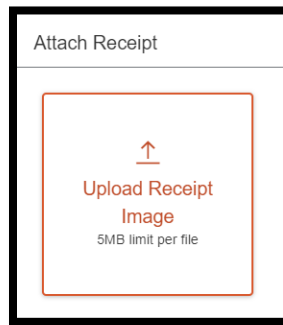 Attach Receipt
Upload Receipt
Image
5MB limit per file